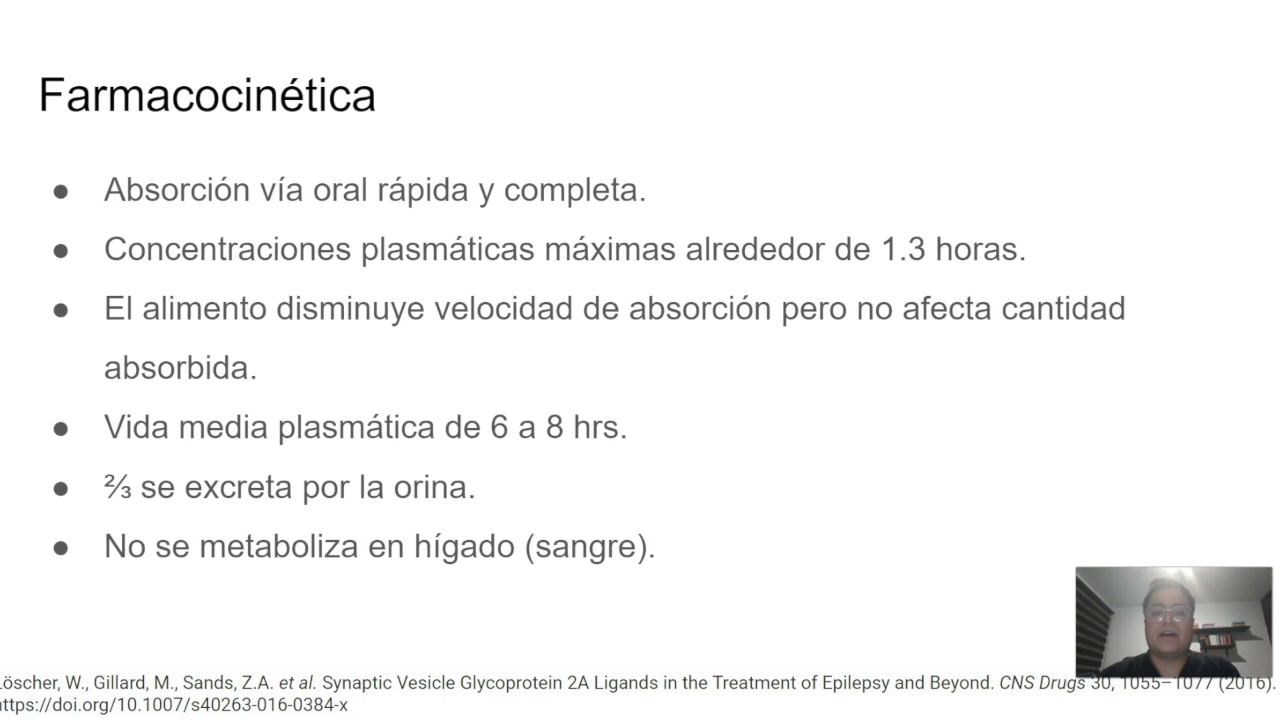 Farmacocinética
● Absorción vía oral rápida y completa.
● Concentraciones plasmáticas máximas alrededor de 1.3 horas.
● El alimento disminuye velocidad de absorción pero no afecta cantidad
absorbida.
● Vida media plasmática de 6 a 8 hrs.
● ⅔ se excreta por la orina.
● No se metaboliza en hígado (sangre).
Löscher, W., Gillard, M., Sands, Z.A. et al. Synaptic Vesicle Glycoprotein 2A Ligands in the Treatment of Epilepsy and Beyond. CNS Drugs 30, 1055–1077 (2016).
https://doi.org/10.1007/s40263-016-0384-x